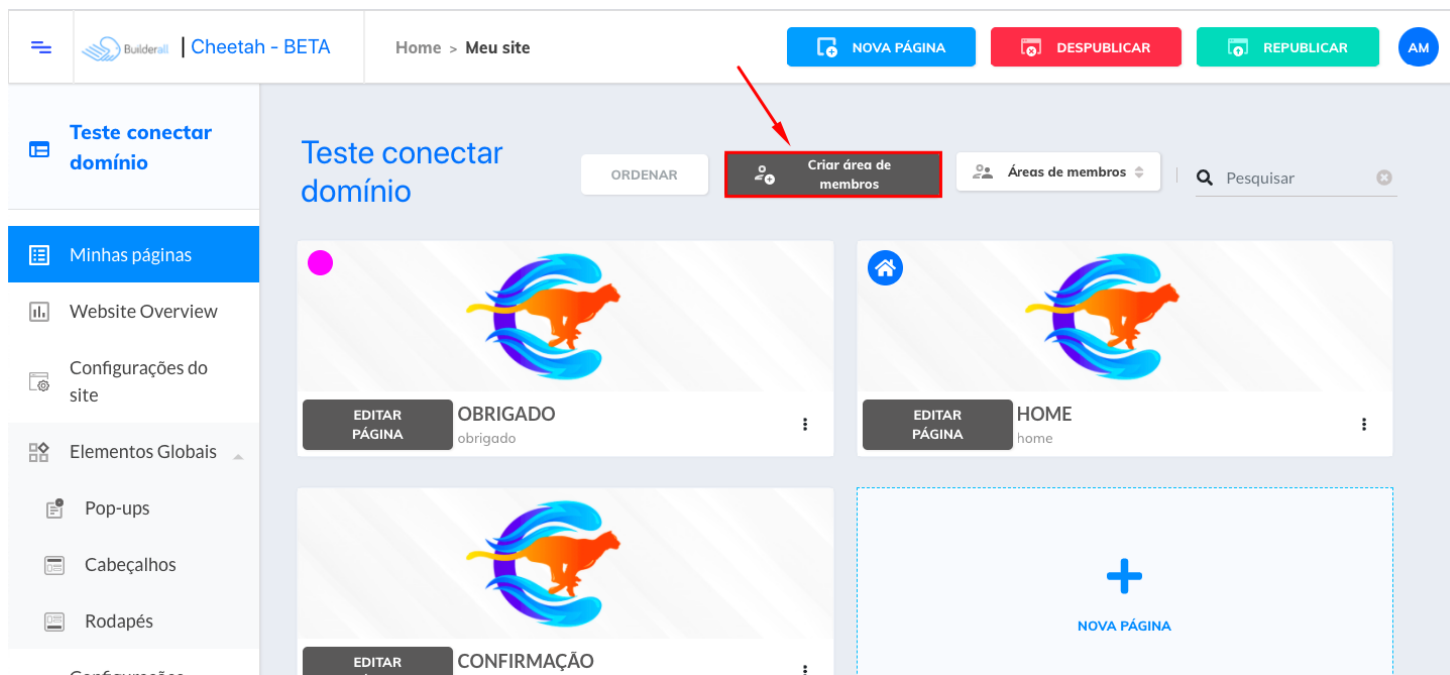 Builderall | Cheetah - BETA
Home > Meu site
NOVA PÁGINA
DESPUBLICAR
REPUBLICAR
AM
Teste conectar
domínio
Minhas páginas
Website Overview
Configurações do
site
Elementos Globais
Pop-ups
Cabeçalhos
Rodapés
Teste conectar
domínio
ORDENAR
Criar área de
membros
Áreas de membros
Pesquisar
EDITAR
PÁGINA
OBRIGADO
obrigado
EDITAR
PÁGINA
HOME
home
EDITAR
CONFIRMAÇÃO
NOVA PÁGINA